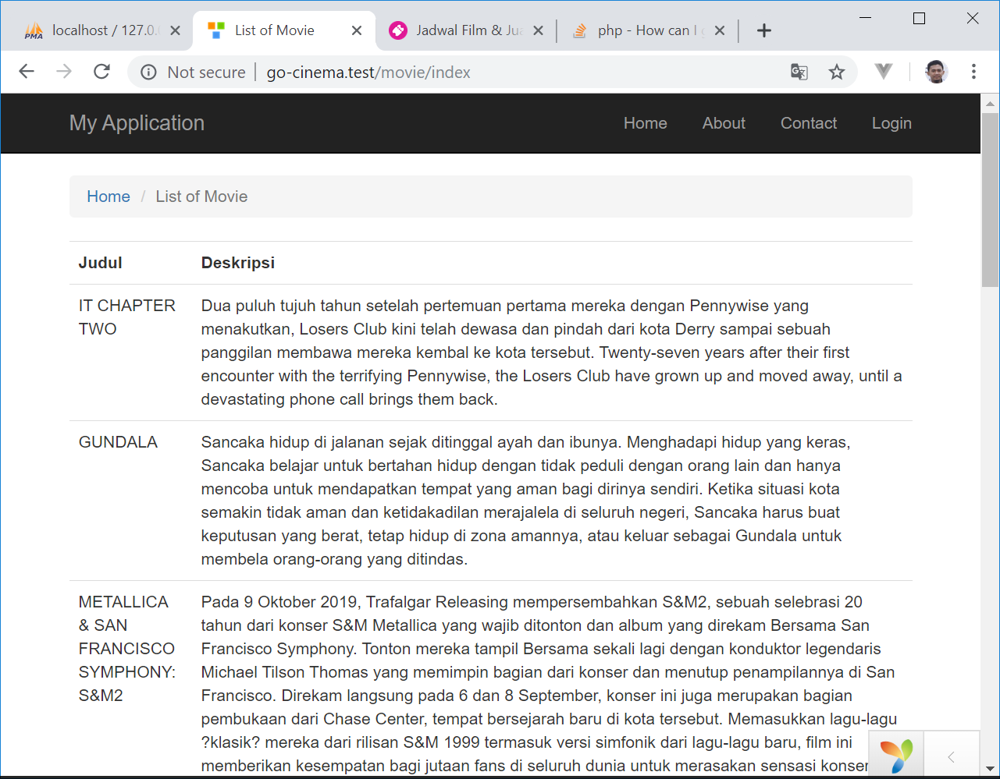 PMA localhost / 127.0.
List of Movie
Jadwal Film & Jua
php - How can I
Not secure | go-cinema.test/movie/index
My Application Home About Contact Login
Home / List of Movie
Judul Deskripsi
IT CHAPTER
TWO
Dua puluh tujuh tahun setelah pertemuan pertama mereka dengan Pennywise yang
menakutkan, Losers Club kini telah dewasa dan pindah dari kota Derry sampai sebuah
panggilan membawa mereka kembal ke kota tersebut. Twenty-seven years after their first
encounter with the terrifying Pennywise, the Losers Club have grown up and moved away, until a
devastating phone call brings them back.
GUNDALA
Sancaka hidup di jalanan sejak ditinggal ayah dan ibunya. Menghadapi hidup yang keras,
Sancaka belajar untuk bertahan hidup dengan tidak peduli dengan orang lain dan hanya
mencoba untuk mendapatkan tempat yang aman bagi dirinya sendiri. Ketika situasi kota
semakin tidak aman dan ketidakadilan merajalela di seluruh negeri, Sancaka harus buat
keputusan yang berat, tetap hidup di zona amannya, atau keluar sebagai Gundala untuk
membela orang-orang yang ditindas.
METALLICA
& SAN
FRANCISCO
SYMPHONY:
S&M2
Pada 9 Oktober 2019, Trafalgar Releasing mempersembahkan S&M2, sebuah selebrasi 20
tahun dari konser S&M Metallica yang wajib ditonton dan album yang direkam Bersama San
Francisco Symphony. Tonton mereka tampil Bersama sekali lagi dengan konduktor legendaris
Michael Tilson Thomas yang memimpin bagian dari konser dan menutup penampilannya di San
Francisco. Direkam langsung pada 6 dan 8 September, konser ini juga merupakan bagian
pembukaan dari Chase Center, tempat bersejarah baru di kota tersebut. Memasukkan lagu-lagu
?klasik? mereka dari rilisan S&M 1999 termasuk versi simfonik dari lagu-lagu baru, film ini
memberikan kesempatan bagi jutaan fans di seluruh dunia untuk merasakan sensasi konser